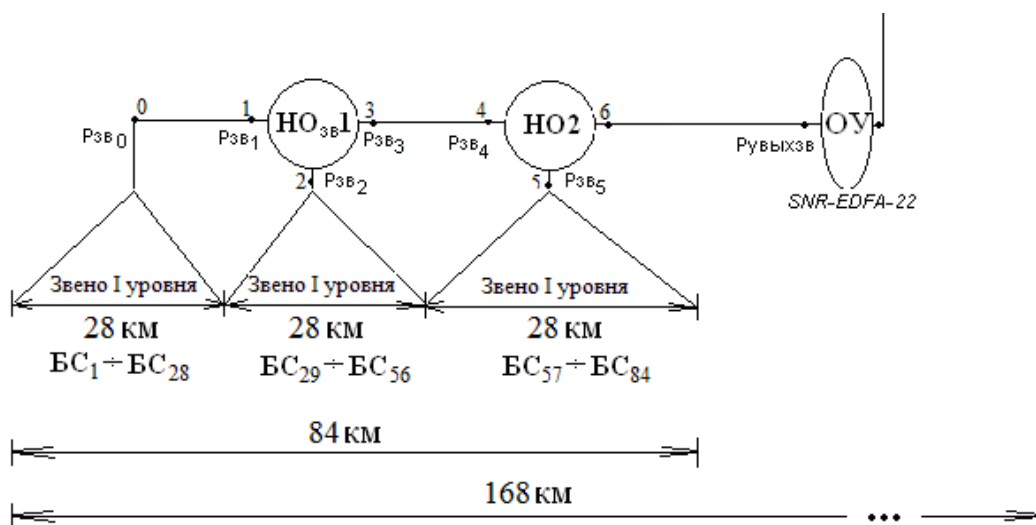 0 1 НОзв1 3 4 НО2 6 ОУ
Рзв0 Рзв1 Рзв3 Рзв4 Рувыхзв
2 Рзв2 5 Рзв5
SNR-EDFA-22
Звено I уровня Звено I уровня Звено I уровня
28 км 28 км 28 км
БС1÷БС28 БС29÷БС56 БС57÷БС84
84 км
168 км
...